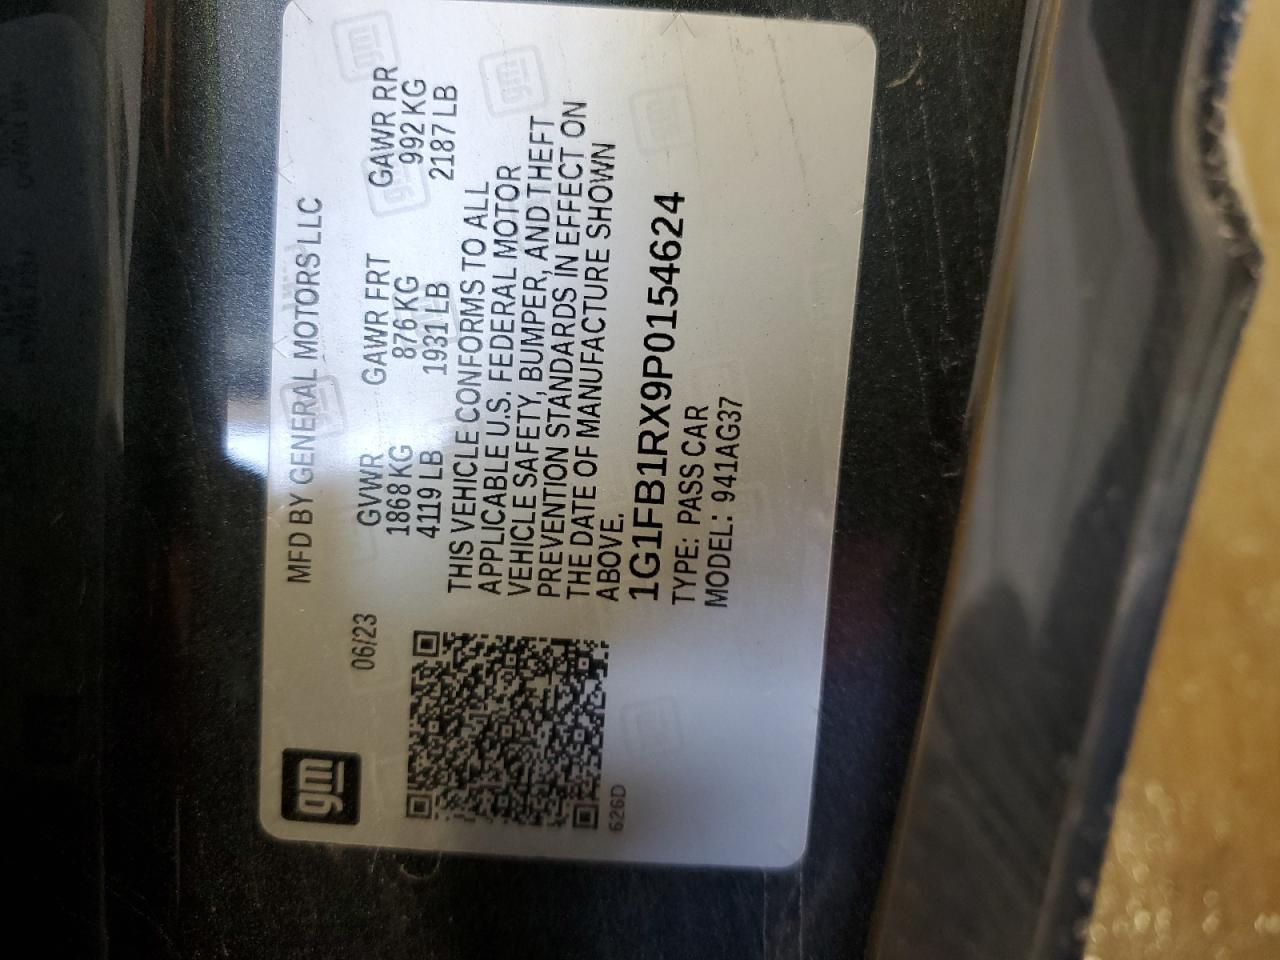 gm
06/23
MFD BY GENERAL MOTORS LLC
GVWR GAWR FRT GAWR RR
1868 KG 876 KG 992 KG
4119 LB 1931 LB 2187 LB
THIS VEHICLE CONFORMS TO ALL
APPLICABLE U.S. FEDERAL MOTOR
VEHICLE SAFETY, BUMPER, AND THEFT
PREVENTION STANDARDS IN EFFECT ON
THE DATE OF MANUFACTURE SHOWN
ABOVE.
1G1FB1RX9P0154624
TYPE: PASS CAR
MODEL: 941AG37
626D